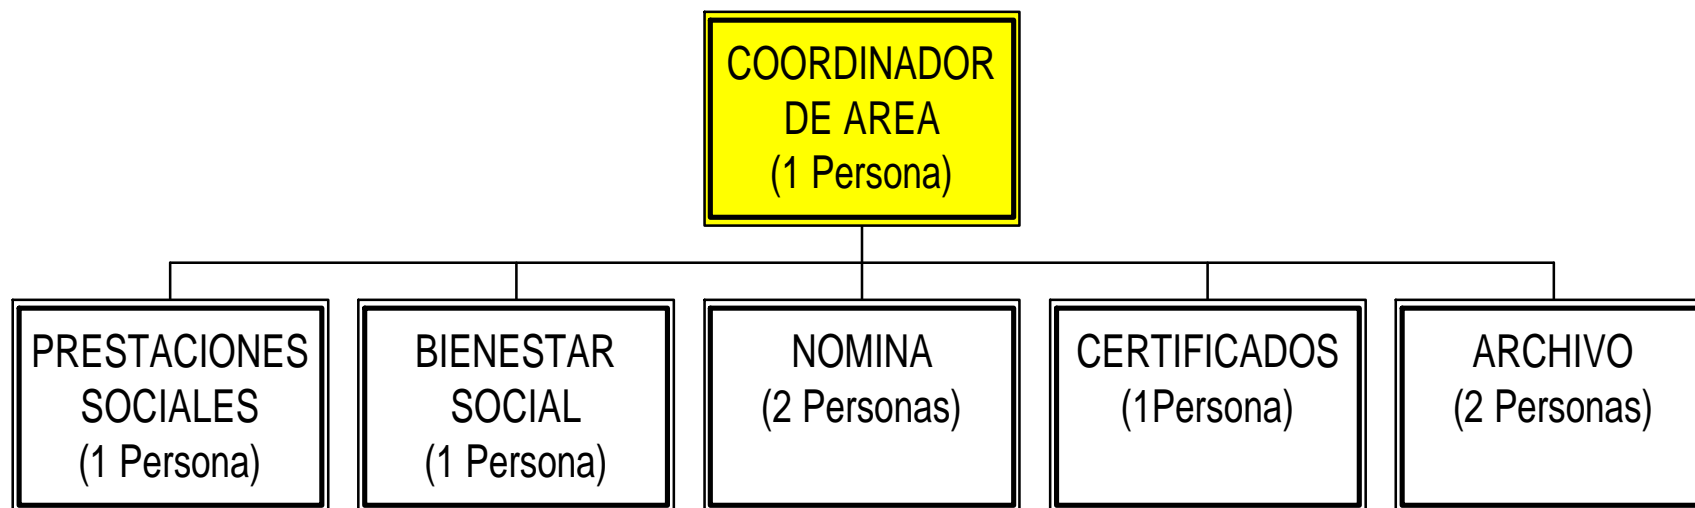 COORDINADOR
DE AREA
(1 Persona)
PRESTACIONES
SOCIALES
(1 Persona)
BIENESTAR
SOCIAL
(1 Persona)
NOMINA
(2 Personas)
CERTIFICADOS
(1Persona)
ARCHIVO
(2 Personas)